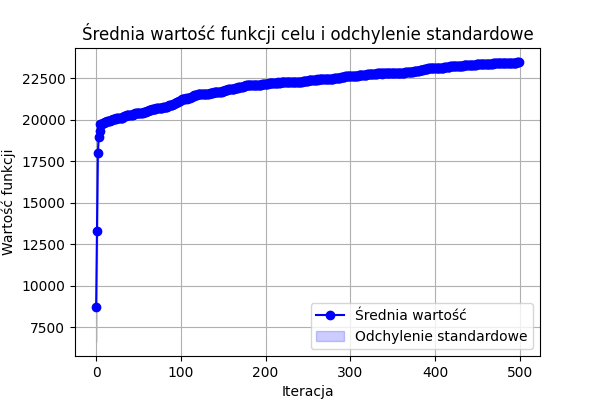 Średnia wartość funkcji celu i odchylenie standardowe
Wartość funkcji
22500
20000
17500
15000
12500
10000
7500
0 100 200 300 400 500
Iteracja
Średnia wartość
Odchylenie standardowe